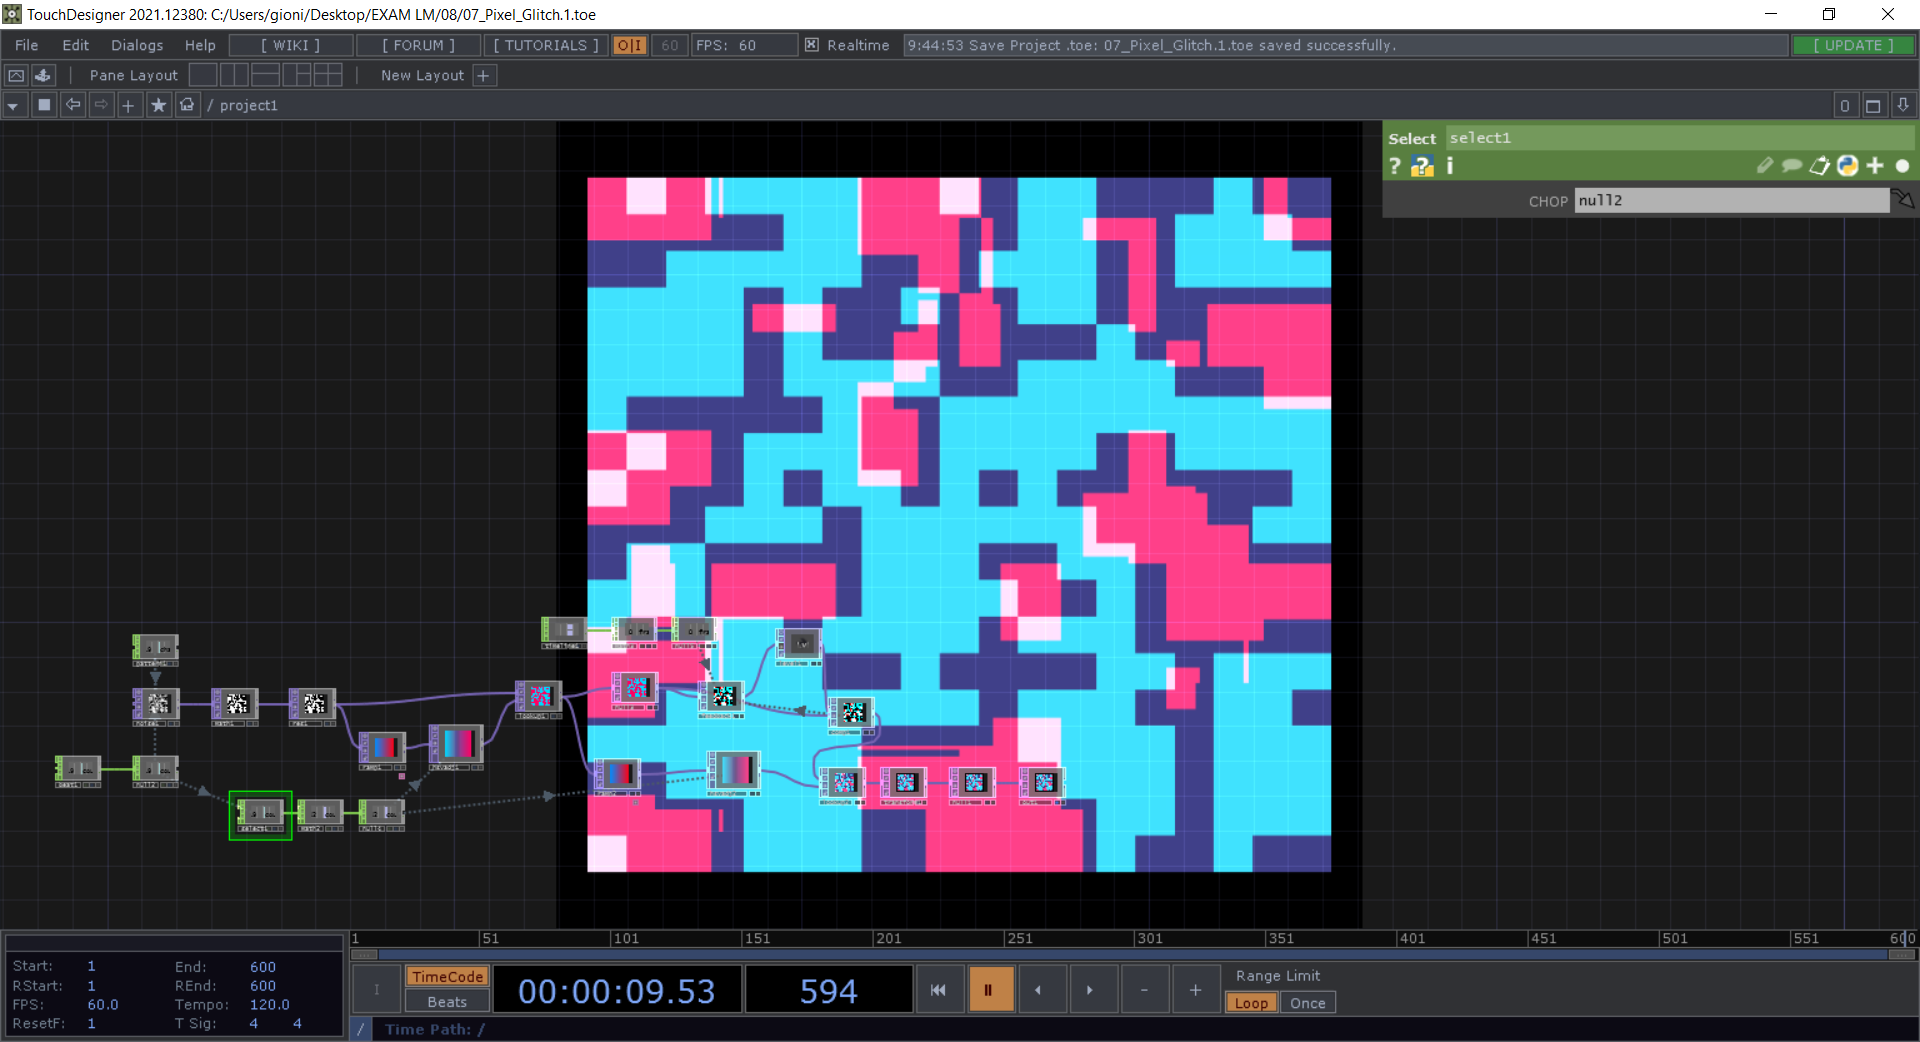 TouchDesigner 2021.12380: C:/Users/gioni/Desktop/EXAM LM/08/07_Pixel_Glitch.1.toe
File Edit Dialogs Help [ WIKI ] [ FORUM ] [ TUTORIALS ] O|I 60 FPS: 60 Realtime 9:44:53 Save Project .toe: 07_Pixel_Glitch.1.toe saved successfully. [ UPDATE ]
Pane Layout New Layout +
/ project1 0
Select select1
? ? i
CHOP null2
1 51 101 151 201 251 301 351 401 451 501 551 600
Start: 1 End: 600
RStart: 1 REnd: 600
FPS: 60.0 Tempo: 120.0
ResetF: 1 T Sig: 4 4
TimeCode
Beats
00:00:09.53 594
- +
Range Limit
Loop Once
/ Time Path: /